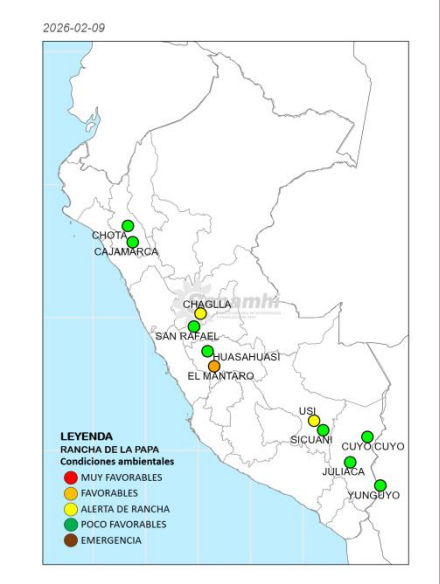 2026-02-09
CHOTA
CAJAMARCA
CHAGLLA
SAN RAFAEL
HUASAHUASI
EL MANTARO
USI
SICUANI
CUYO CUYO
JULIACA
YUNGUYO
LEYENDA
RANCHA DE LA PAPA
Condiciones ambientales
MUY FAVORABLES
FAVORABLES
ALERTA DE RANCHA
POCO FAVORABLES
EMERGENCIA